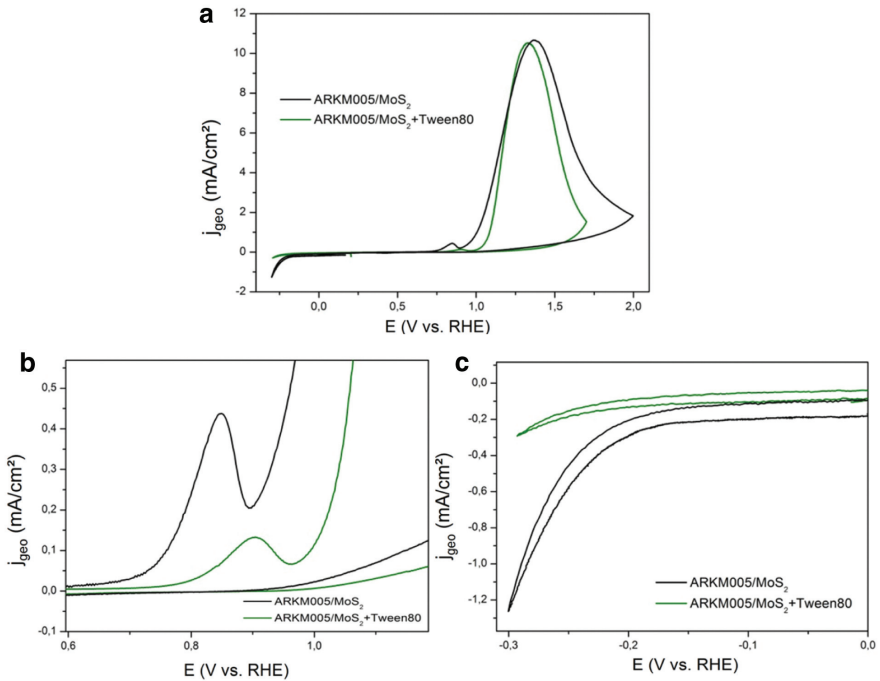 a
12
10
8
6
4
2
0
-2
j_geo (mA/cm²)
ARKM005/MoS₂
ARKM005/MoS₂+Tween80
0,0 0,5 1,0 1,5 2,0
E (V vs. RHE)
b
0,5
0,4
0,3
0,2
0,1
0,0
-0,1
j_geo (mA/cm²)
ARKM005/MoS₂
ARKM005/MoS₂+Tween80
0,6 0,8 1,0
E (V vs. RHE)
c
0,0
-0,2
-0,4
-0,6
-0,8
-1,0
-1,2
j_geo (mA/cm²)
ARKM005/MoS₂
ARKM005/MoS₂+Tween80
-0,3 -0,2 -0,1 0,0
E (V vs. RHE)